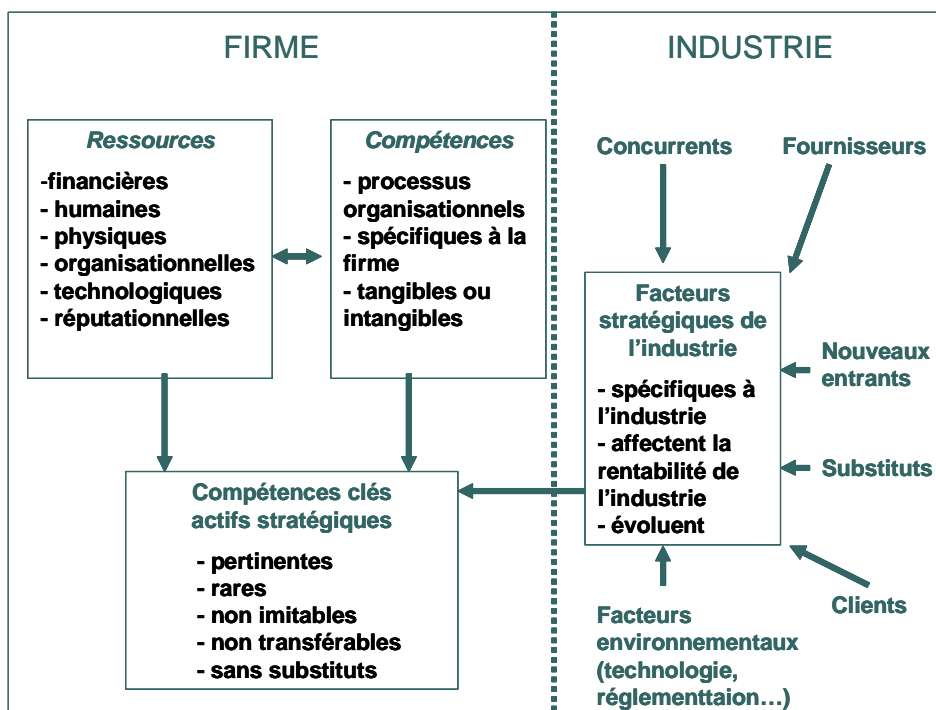 FIRME
Ressources
-financières
- humaines
- physiques
- organisationnelles
- technologiques
- réputationnelles
Compétences
- processus
organisationnels
- spécifiques à la
firme
- tangibles ou
intangibles
Compétences clés
actifs stratégiques
- pertinentes
- rares
- non imitables
- non transférables
- sans substituts
INDUSTRIE
Concurrents
Fournisseurs
Facteurs
stratégiques de
l’industrie
- spécifiques à
l’industrie
- affectent la
rentabilité de
l’industrie
- évoluent
Nouveaux
entrants
Substituts
Clients
Facteurs
environnementaux
(technologie,
réglementtaion…)